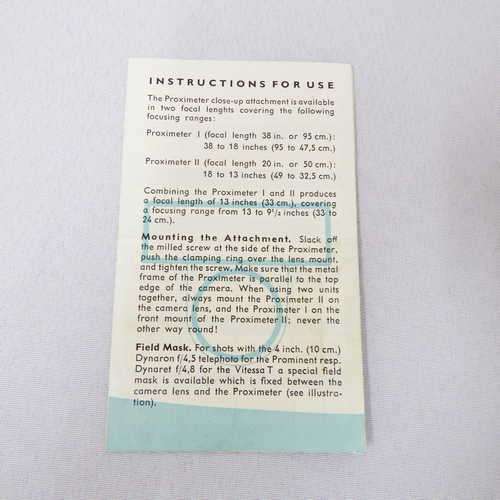 INSTRUCTIONS FOR USE
The Proximeter close-up attachment is available
in two focal lenghts covering the following
focusing ranges:
Proximeter I (focal length 38 in. or 95 cm.):
38 to 18 inches (95 to 47,5 cm.)
Proximeter II (focal length 20 in. or 50 cm.):
18 to 13 inches (49 to 32,5 cm.)
Combining the Proximeter I and II produces
a focal length of 13 inches (33 cm.), covering
a focusing range from 13 to 9½ inches (33 to
24 cm.).
Mounting the Attachment. Slack off
the milled screw at the side of the Proximeter,
push the clamping ring over the lens mount,
and tighten the screw. Make sure that the metal
frame of the Proximeter is parallel to the top
edge of the camera. When using two units
together, always mount the Proximeter II on
the camera lens, and the Proximeter I on the
front mount of the Proximeter II; never the
other way round!
Field Mask. For shots with the 4 inch. (10 cm.)
Dynaron f/4,5 telephoto for the Prominent resp.
Dynaret f/4,8 for the Vitessa T a special field
mask is available which is fixed between the
camera lens and the Proximeter (see illustra-
tion).